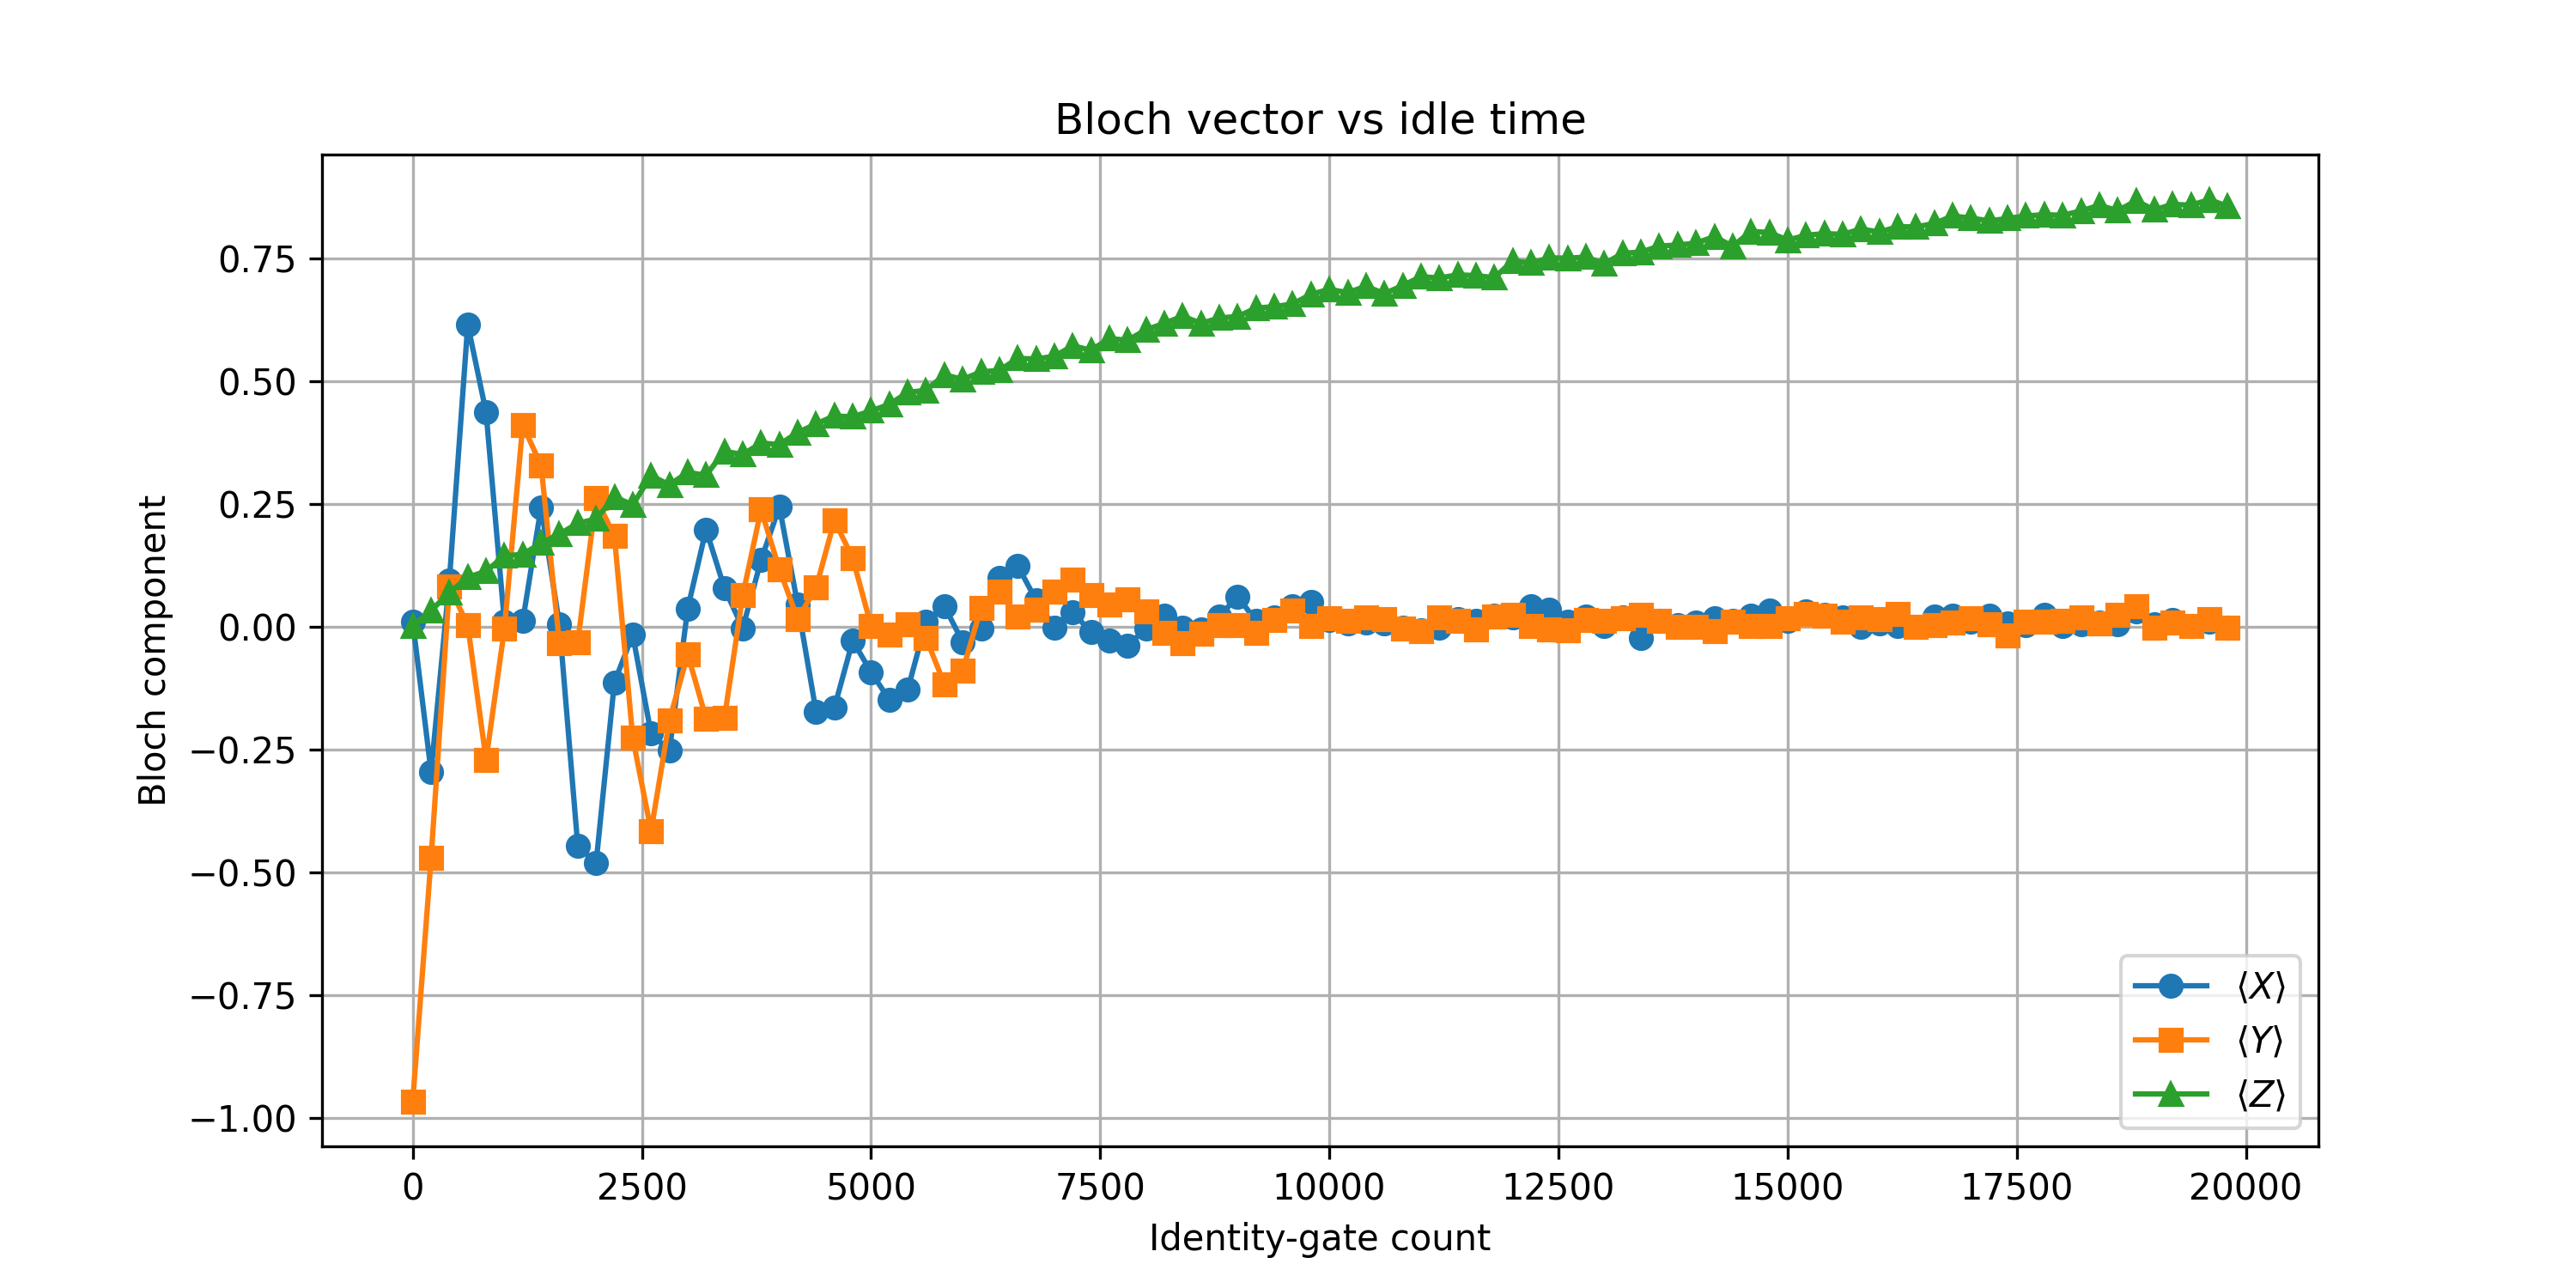 Bloch vector vs idle time
Bloch component
0.75
0.50
0.25
0.00
−0.25
−0.50
−0.75
−1.00
0 2500 5000 7500 10000 12500 15000 17500 20000
Identity-gate count
⟨X⟩
⟨Y⟩
⟨Z⟩